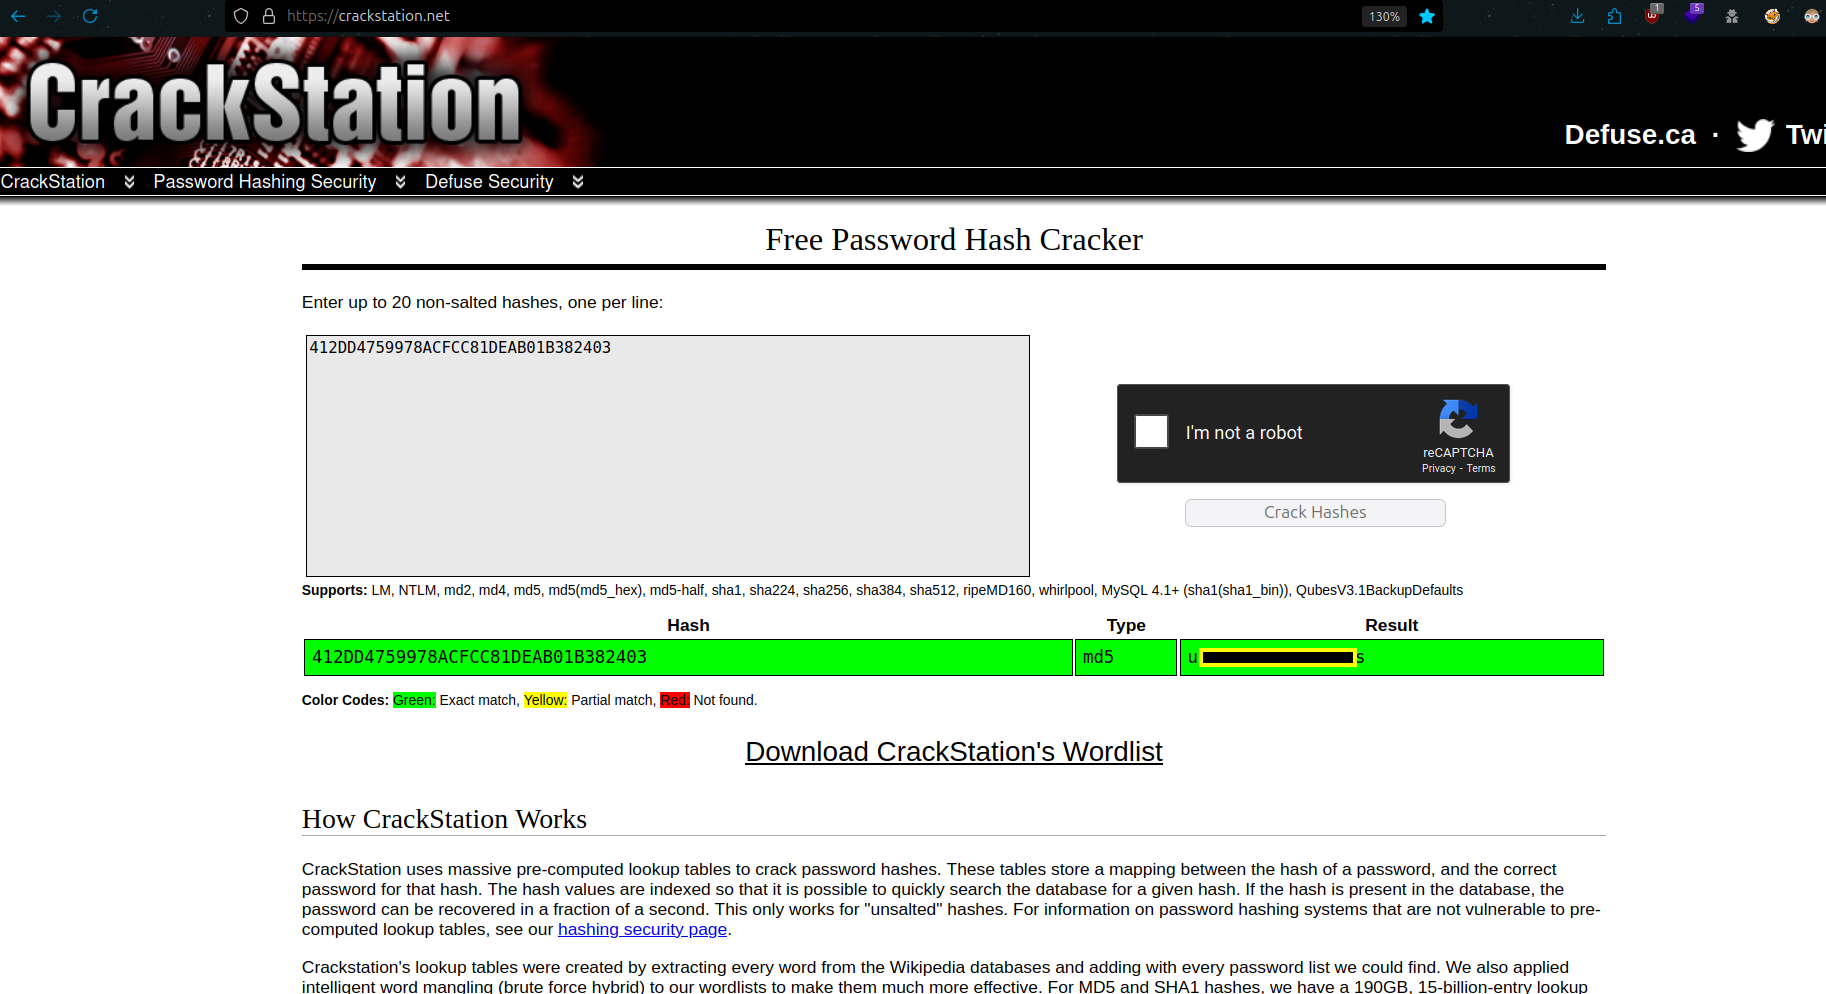 https://crackstation.net
130%
1
5
CrackStation
Defuse.ca · Twi
CrackStation Password Hashing Security Defuse Security
Free Password Hash Cracker
Enter up to 20 non-salted hashes, one per line:
412DD4759978ACFCC81DEAB01B382403
I'm not a robot
reCAPTCHA
Privacy - Terms
Crack Hashes
Supports: LM, NTLM, md2, md4, md5, md5(md5_hex), md5-half, sha1, sha224, sha256, sha384, sha512, ripeMD160, whirlpool, MySQL 4.1+ (sha1(sha1_bin)), QubesV3.1BackupDefaults
Hash Type Result
412DD4759978ACFCC81DEAB01B382403 md5 u s
Color Codes: Green: Exact match, Yellow: Partial match, Red: Not found.
Download CrackStation's Wordlist
How CrackStation Works
CrackStation uses massive pre-computed lookup tables to crack password hashes. These tables store a mapping between the hash of a password, and the correct
password for that hash. The hash values are indexed so that it is possible to quickly search the database for a given hash. If the hash is present in the database, the
password can be recovered in a fraction of a second. This only works for "unsalted" hashes. For information on password hashing systems that are not vulnerable to pre-
computed lookup tables, see our hashing security page.
Crackstation's lookup tables were created by extracting every word from the Wikipedia databases and adding with every password list we could find. We also applied
intelligent word mangling (brute force hybrid) to our wordlists to make them much more effective. For MD5 and SHA1 hashes, we have a 190GB, 15-billion-entry lookup